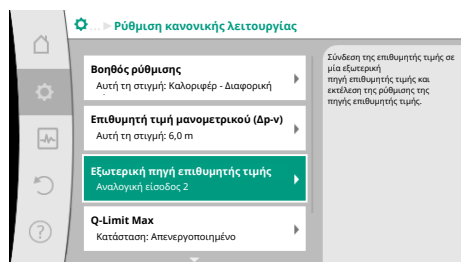 Ρύθμιση κανονικής λειτουργίας
Βοηθός ρύθμισης
Αυτή τη στιγμή: Καλοριφέρ - Διαφορική
Επιθυμητή τιμή μανομετρικού (Δp-v)
Αυτή τη στιγμή: 6,0 m
Εξωτερική πηγή επιθυμητής τιμής
Αναλογική είσοδος 2
Q-Limit Max
Κατάσταση: Απενεργοποιημένο
Σύνδεση της επιθυμητής τιμής σε
μία εξωτερική
πηγή επιθυμητής τιμής και
εκτέλεση της ρύθμισης της
πηγής επιθυμητής τιμής.